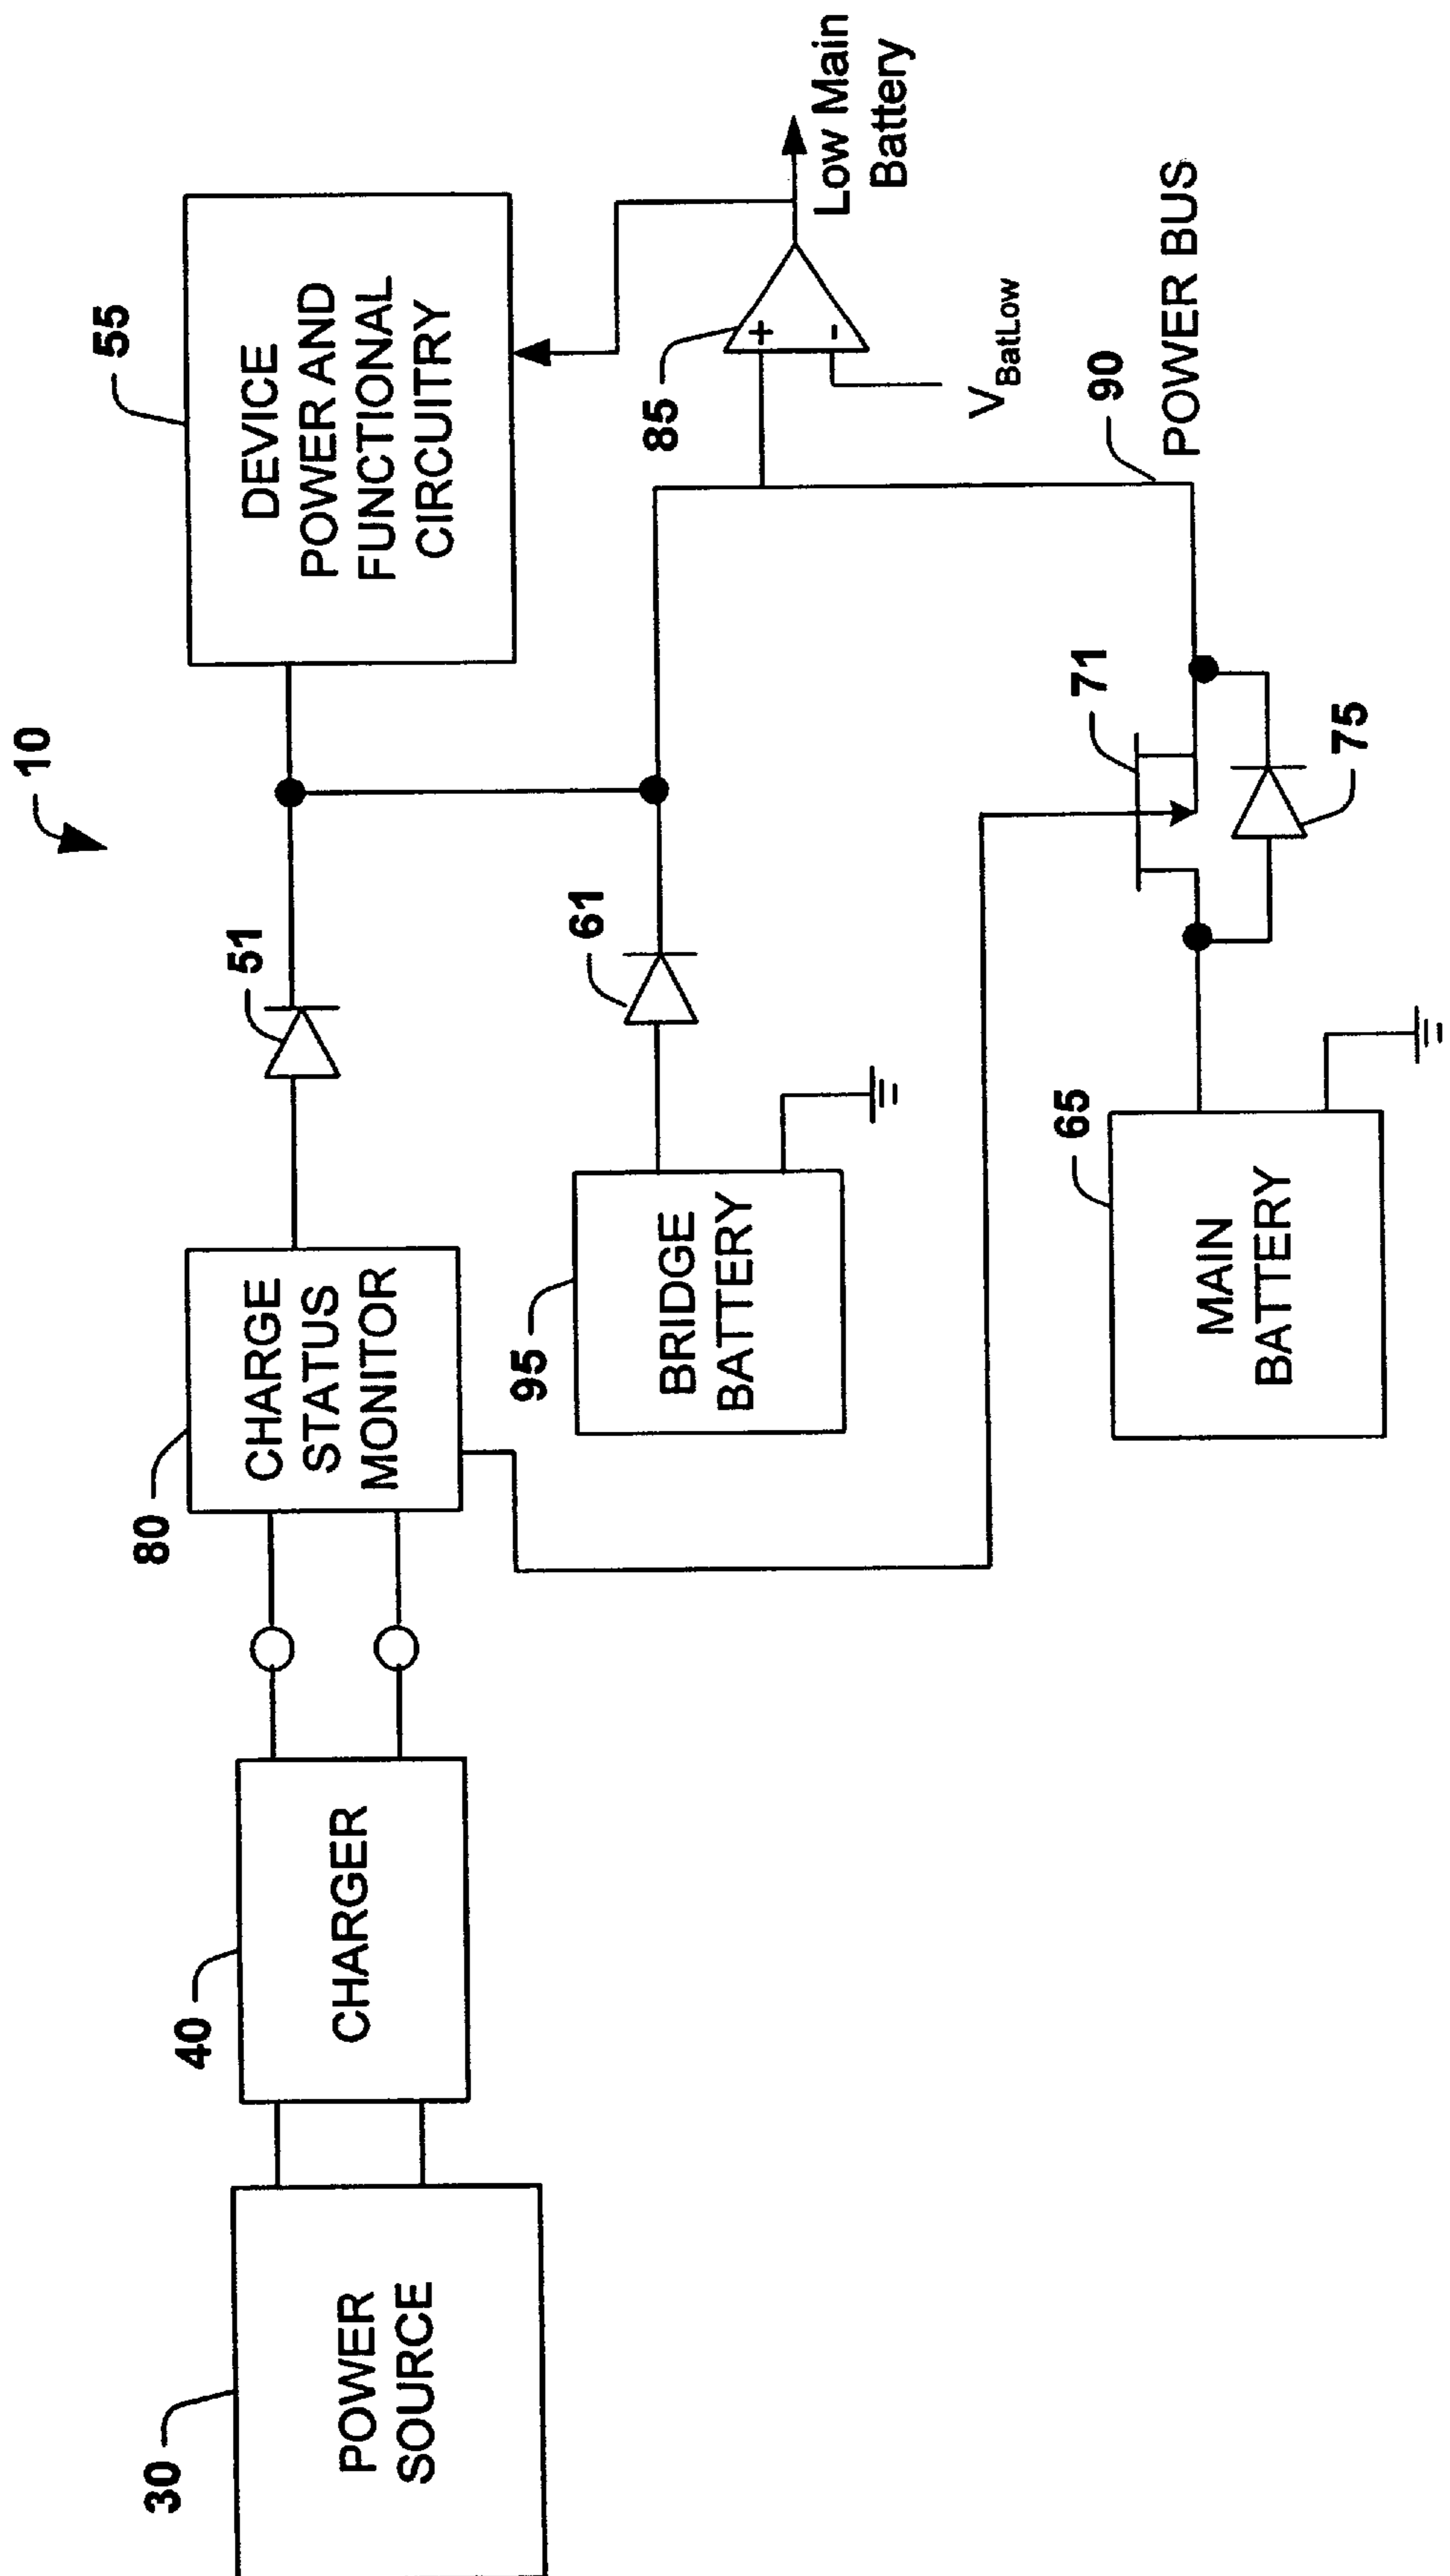 10
30
POWER
SOURCE
40
CHARGER
80
CHARGE
STATUS
MONITOR
51
55
DEVICE
POWER AND
FUNCTIONAL
CIRCUITRY
95
BRIDGE
BATTERY
61
85
+
-
Low Main
Battery
VBatLow
90
POWER BUS
65
MAIN
BATTERY
71
75